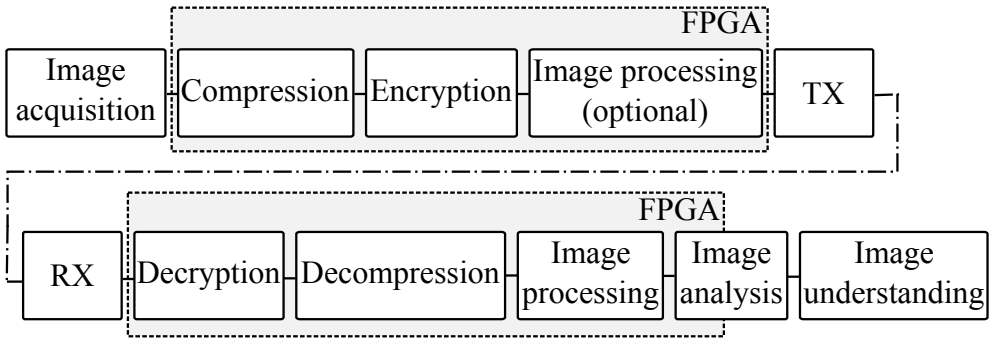 FPGA
Image
acquisition
Compression
Encryption
Image processing
(optional)
TX
FPGA
RX
Decryption
Decompression
Image
processing
Image
analysis
Image
understanding